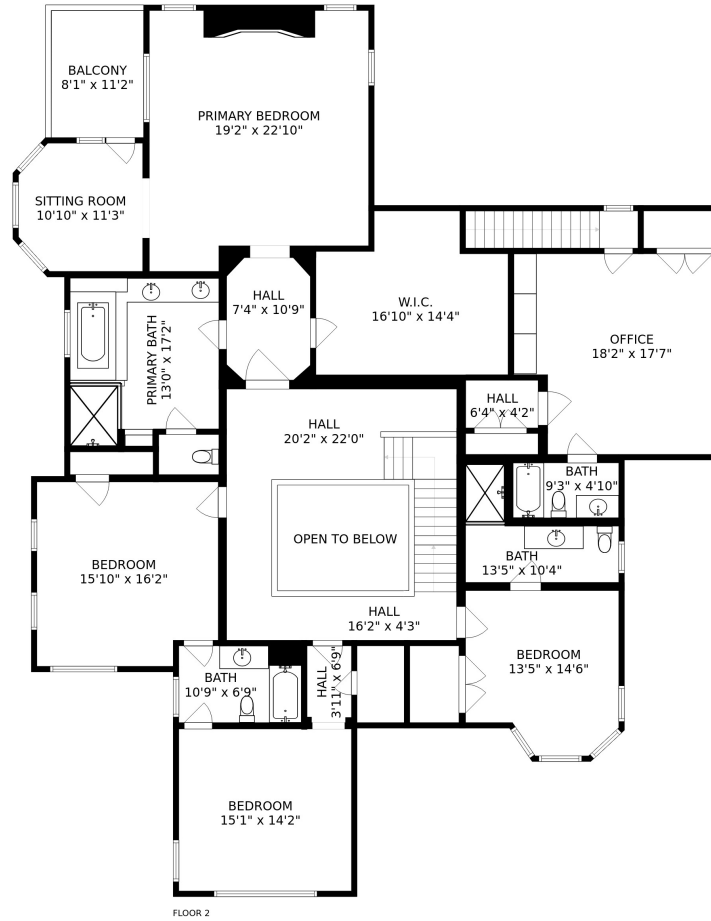 BALCONY
8'1" x 11'2"
PRIMARY BEDROOM
19'2" x 22'10"
SITTING ROOM
10'10" x 11'3"
HALL
7'4" x 10'9"
W.I.C.
16'10" x 14'4"
OFFICE
18'2" x 17'7"
PRIMARY BATH
13'0" x 17'2"
HALL
6'4" x 4'2"
HALL
20'2" x 22'0"
BATH
9'3" x 4'10"
OPEN TO BELOW
BATH
13'5" x 10'4"
BEDROOM
15'10" x 16'2"
HALL
16'2" x 4'3"
BEDROOM
13'5" x 14'6"
BATH
10'9" x 6'9"
HALL
3'11" x 6'9"
BEDROOM
15'1" x 14'2"
FLOOR 2